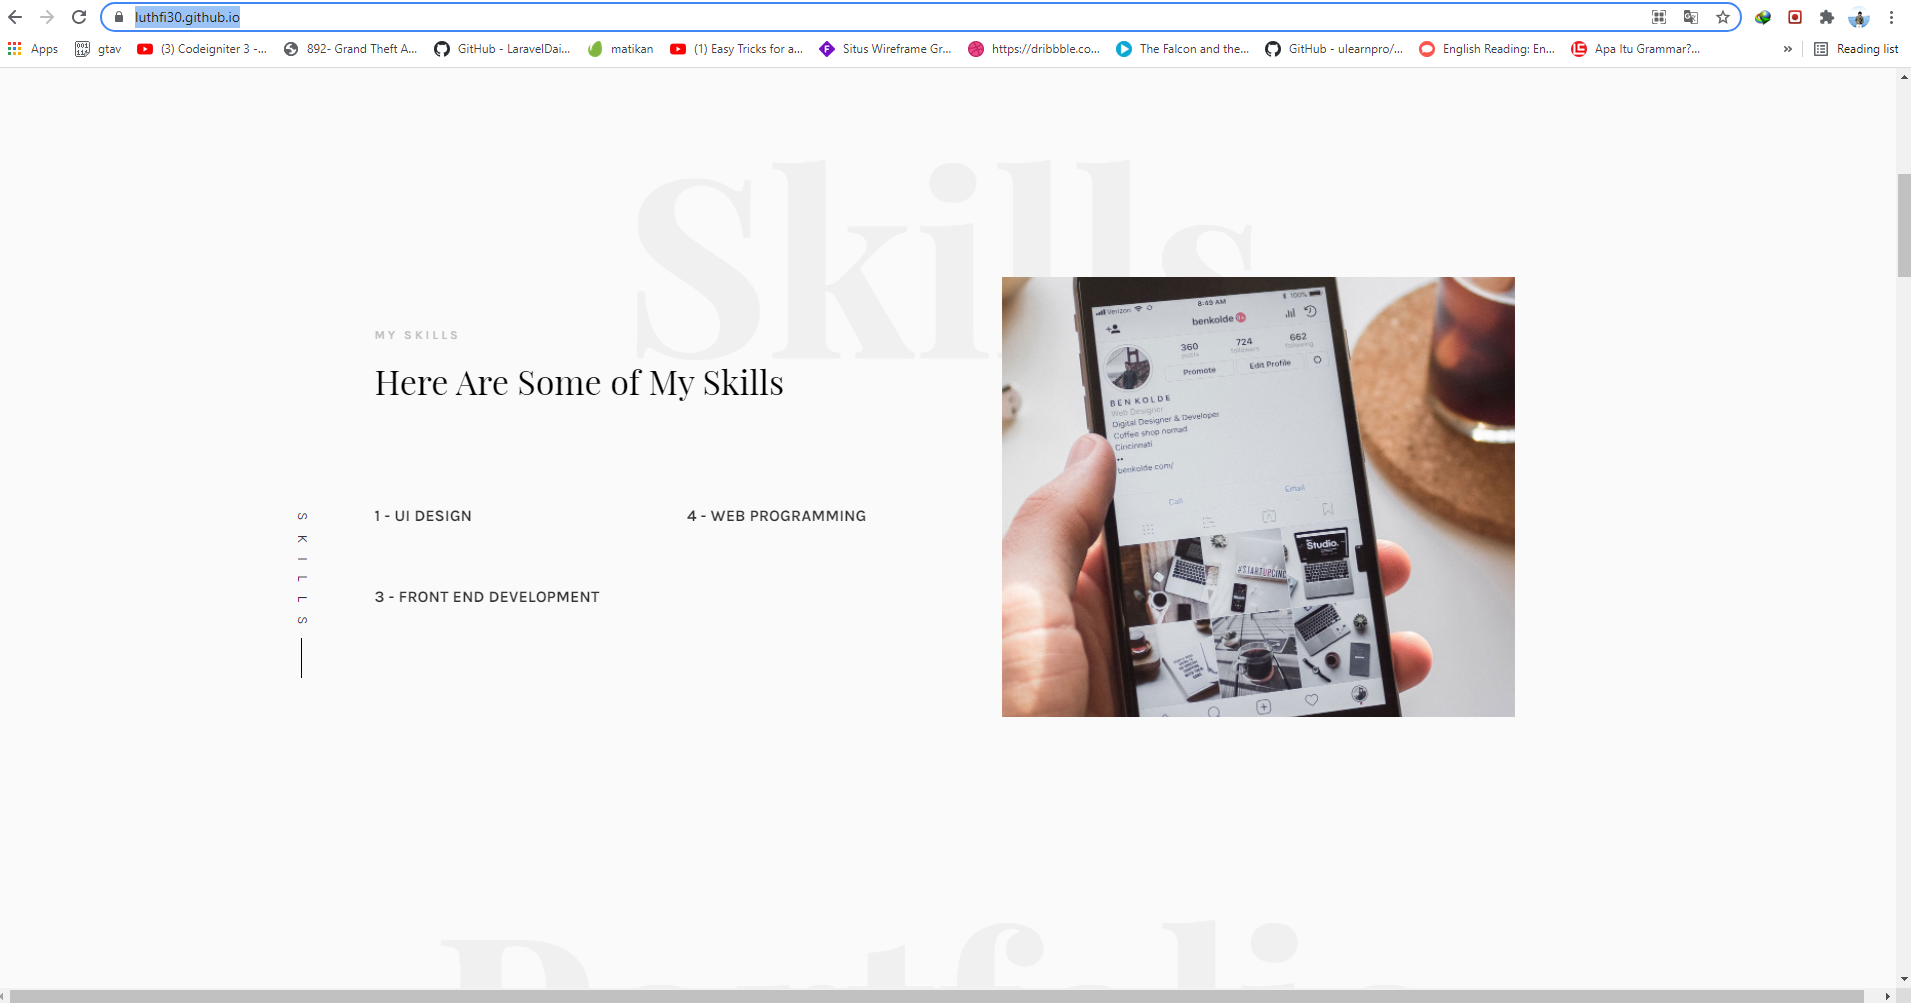 luthfi30.github.io
Apps
gtav
(3) Codeigniter 3 -...
892- Grand Theft A...
GitHub - LaravelDai...
matikan
(1) Easy Tricks for a...
Situs Wireframe Gr...
https://dribbble.co...
The Falcon and the...
GitHub - ulearnpro/...
English Reading: En...
Apa Itu Grammar?...
»
Reading list
Skills
MY SKILLS
Here Are Some of My Skills
SKILLS
1 - UI DESIGN
4 - WEB PROGRAMMING
3 - FRONT END DEVELOPMENT
Verizon
8:49 AM
100%
benkolde
360
724
662
posts
followers
following
Promote
Edit Profile
BEN KOLDE
Web Designer
Digital Designer & Developer
Coffee shop nomad
Cincinnati
benkolde.com/
Call
Email
Studio.
#STARTUPCINC
Portfolio